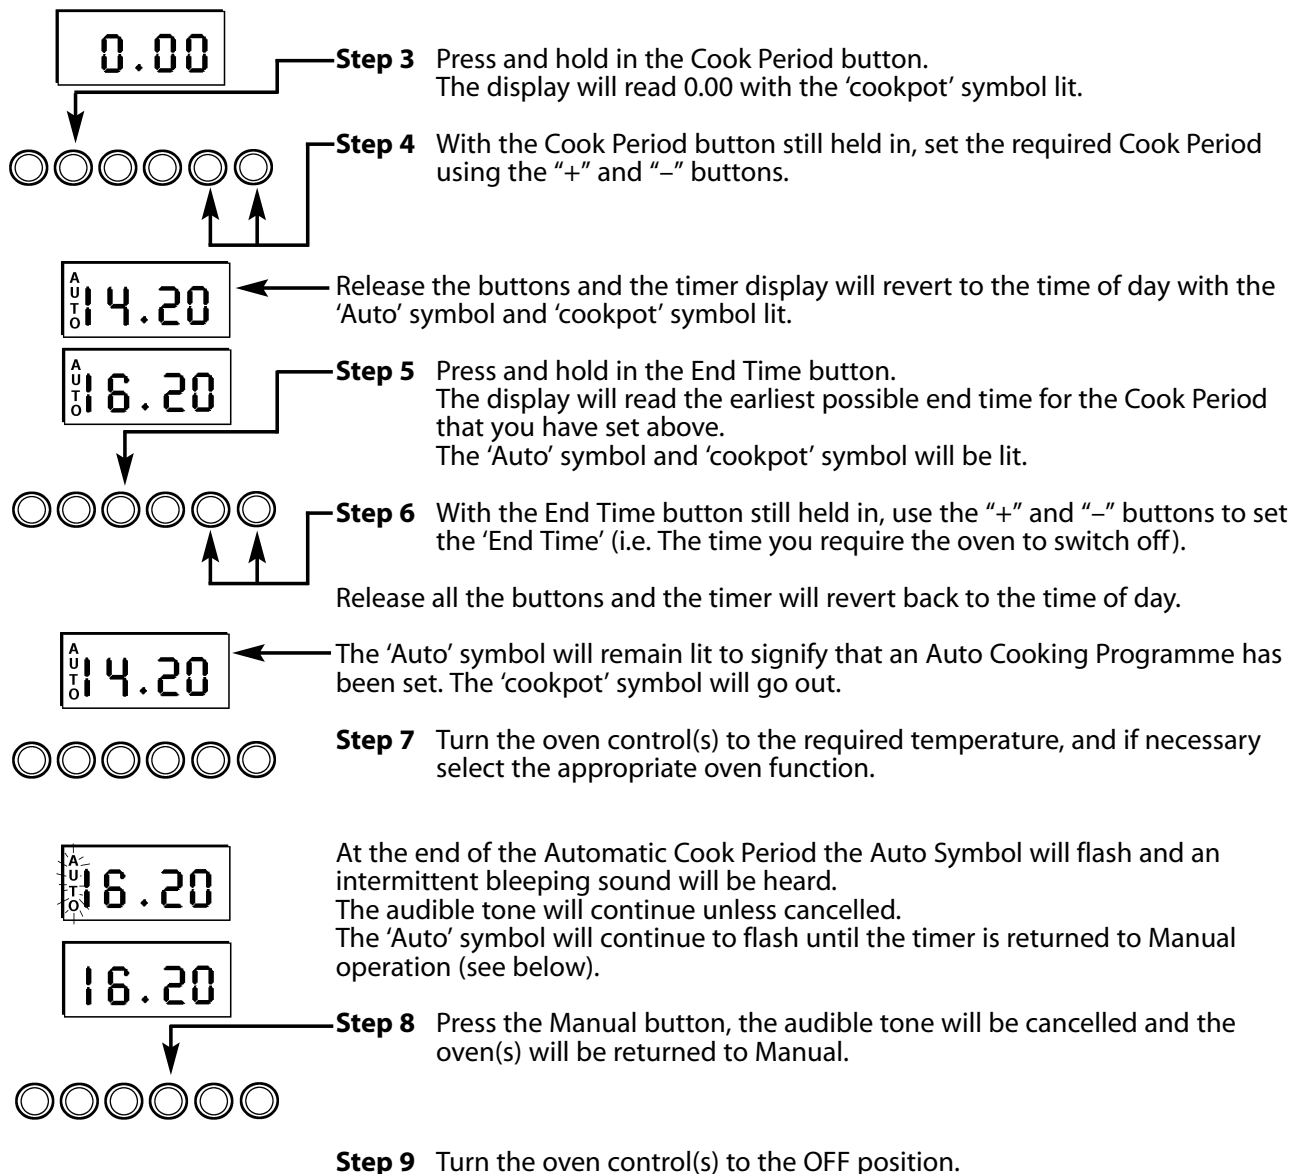 0.00
Step 3 Press and hold in the Cook Period button.
The display will read 0.00 with the ‘cookpot’ symbol lit.
Step 4 With the Cook Period button still held in, set the required Cook Period
using the “+” and “–” buttons.
AUTO 14.20
Release the buttons and the timer display will revert to the time of day with the
‘Auto’ symbol and ‘cookpot’ symbol lit.
AUTO 16.20
Step 5 Press and hold in the End Time button.
The display will read the earliest possible end time for the Cook Period
that you have set above.
The ‘Auto’ symbol and ‘cookpot’ symbol will be lit.
Step 6 With the End Time button still held in, use the “+” and “–” buttons to set
the ‘End Time’ (i.e. The time you require the oven to switch off).
Release all the buttons and the timer will revert back to the time of day.
AUTO 14.20
The ‘Auto’ symbol will remain lit to signify that an Auto Cooking Programme has
been set. The ‘cookpot’ symbol will go out.
Step 7 Turn the oven control(s) to the required temperature, and if necessary
select the appropriate oven function.
AUTO 16.20
At the end of the Automatic Cook Period the Auto Symbol will flash and an
intermittent bleeping sound will be heard.
The audible tone will continue unless cancelled.
The ‘Auto’ symbol will continue to flash until the timer is returned to Manual
operation (see below).
16.20
Step 8 Press the Manual button, the audible tone will be cancelled and the
oven(s) will be returned to Manual.
Step 9 Turn the oven control(s) to the OFF position.